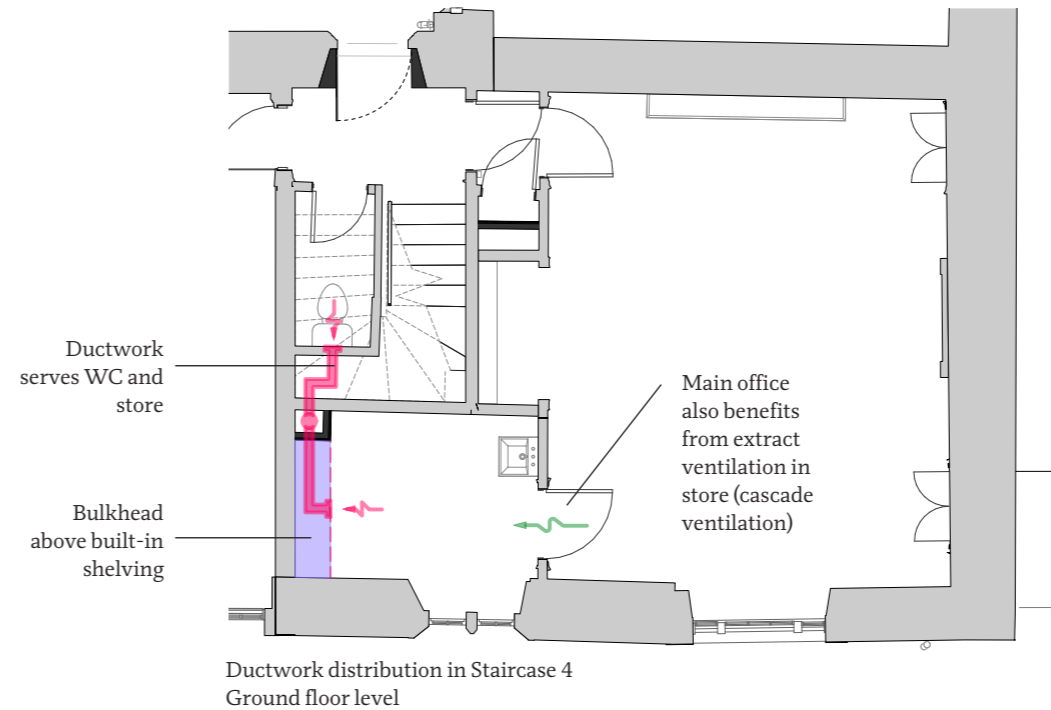 Ductwork
serves WC and
store
Main office
also benefits
from extract
ventilation in
store (cascade
ventilation)
Bulkhead
above built-in
shelving
Ductwork distribution in Staircase 4
Ground floor level